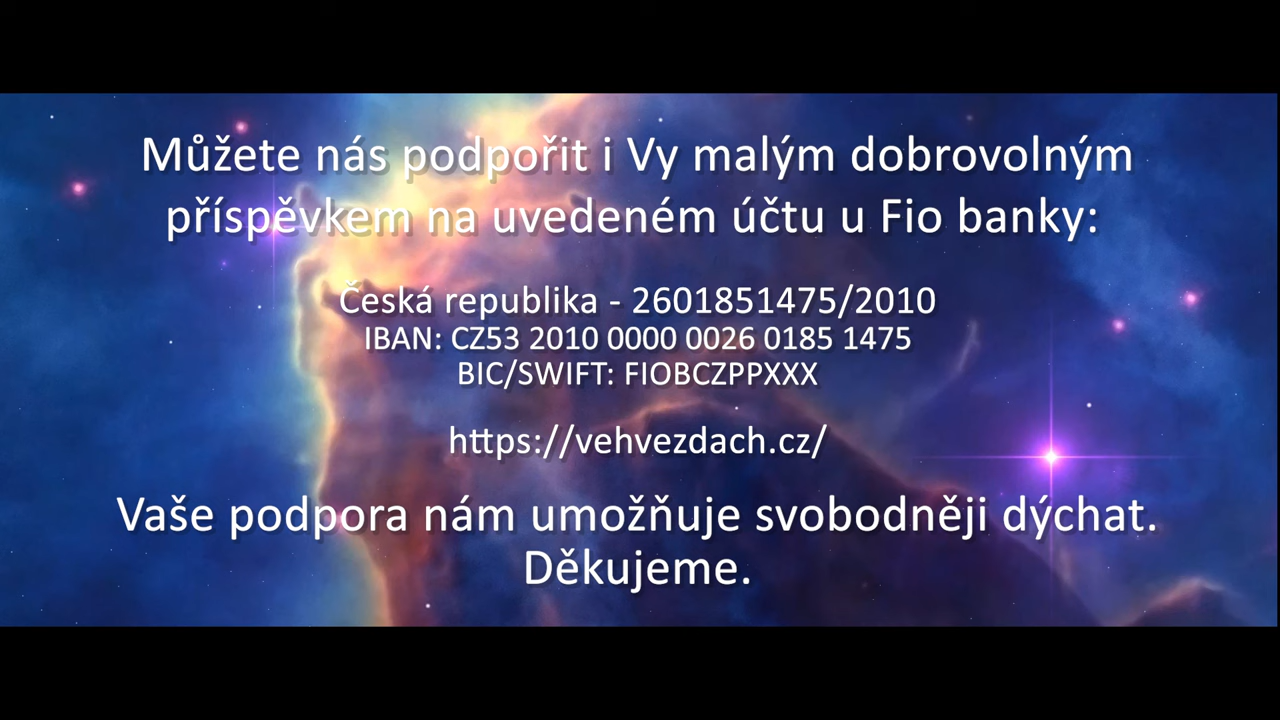 Můžete nás podpořit i Vy malým dobrovolným
příspěvkem na uvedeném účtu u Fio banky:
Česká republika - 2601851475/2010
IBAN: CZ53 2010 0000 0026 0185 1475
BIC/SWIFT: FIOBCZPPXXX
https://vehvezdach.cz/
Vaše podpora nám umožňuje svobodněji dýchat.
Děkujeme.